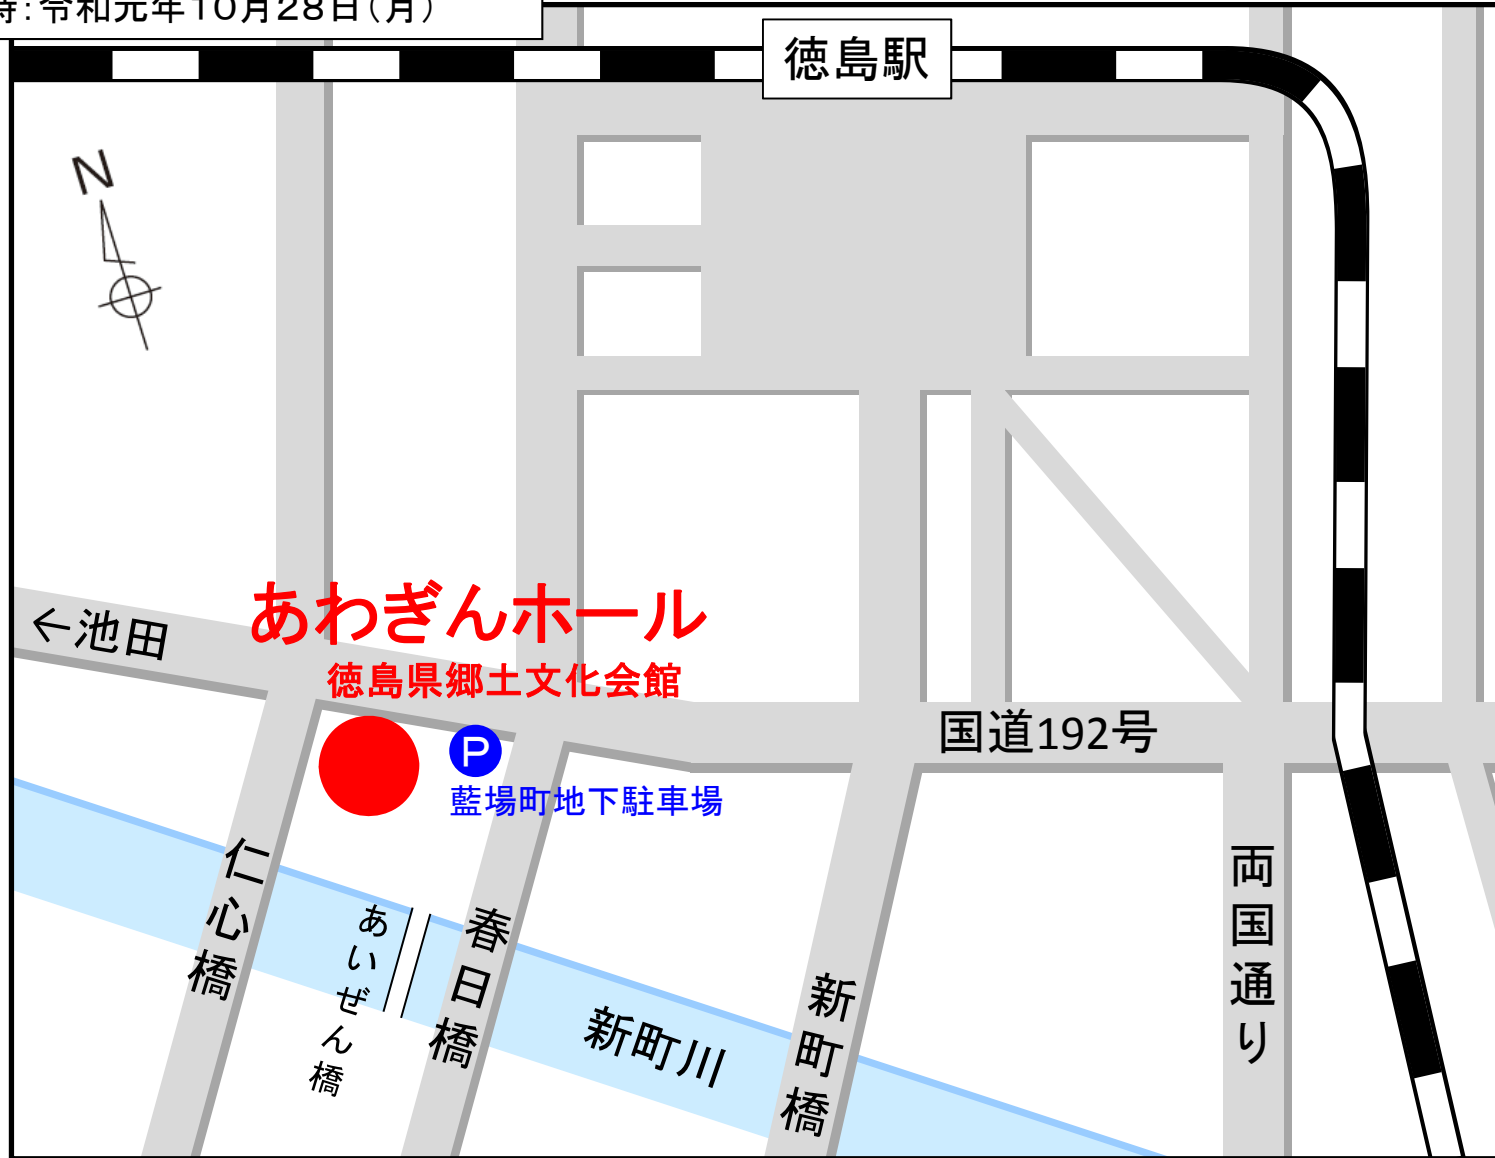 時:令和元年10月28日(月)
徳島駅
N
←池田
あわぎんホール
徳島県郷土文化会館
P
藍場町地下駐車場
国道192号
仁心橋
あいぜん橋
春日橋
新町川
新町橋
両国通り